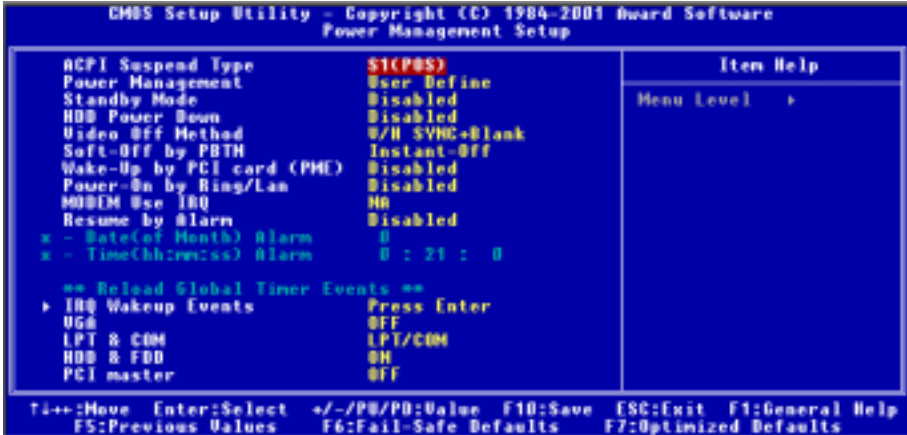 CMOS Setup Utility - Copyright (C) 1984-2001 Award Software
Power Management Setup
ACPI Suspend Type S1(POS)
Item Help
Power Management User Define
Standby Mode Disabled
Menu Level ▸
HDD Power Down Disabled
Video Off Method V/H SYNC+Blank
Soft-Off by PBTN Instant-Off
Wake-Up by PCI card (PME) Disabled
Power-On by Ring/Lan Disabled
MODEM Use IRQ NA
Resume by Alarm Disabled
x - Date(of Month) Alarm 0
x - Time(hh:mm:ss) Alarm 0 : 21 : 0
** Reload Global Timer Events **
▸ IRQ Wakeup Events Press Enter
VGA OFF
LPT & COM LPT/COM
HDD & FDD ON
PCI master OFF
↑↓→←:Move Enter:Select +/-/PU/PD:Value F10:Save ESC:Exit F1:General Help
F5:Previous Values F6:Fail-Safe Defaults F7:Optimized Defaults